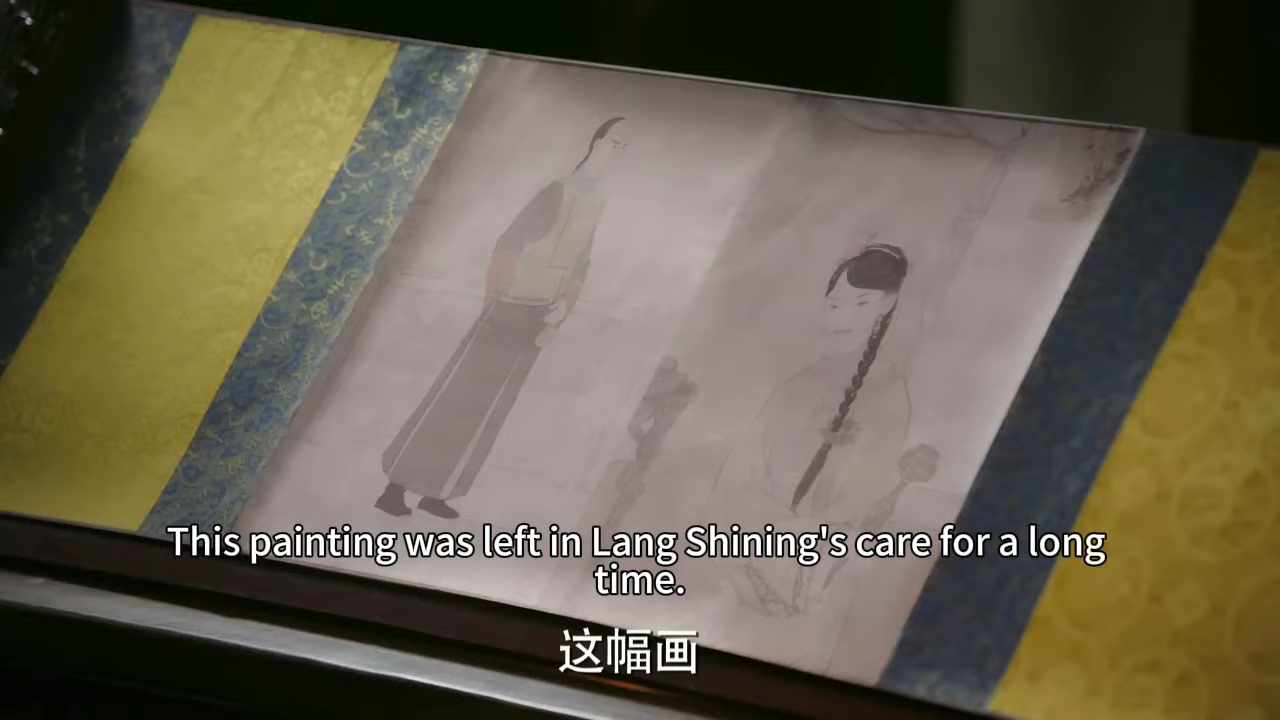 This painting was left in Lang Shining's care for a long
time.
这幅画